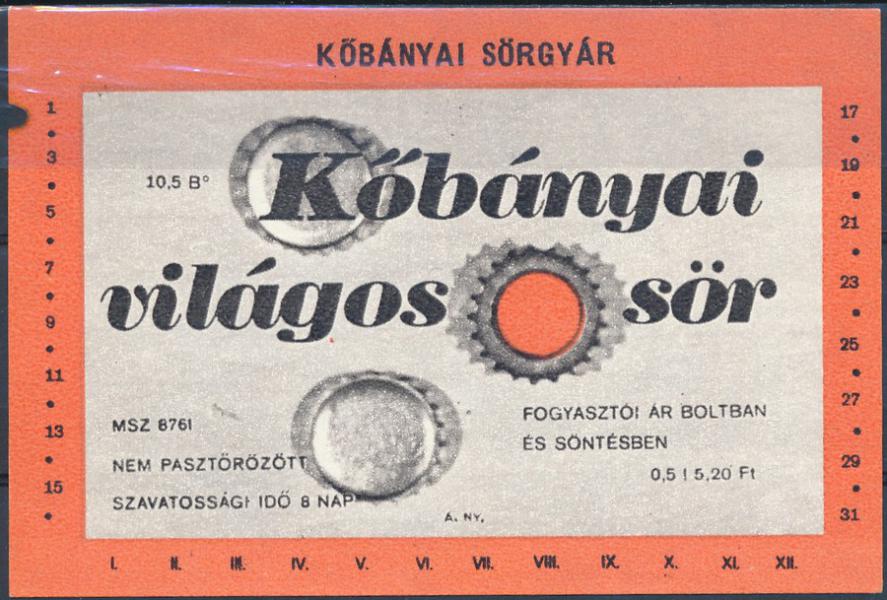 KŐBÁNYAI SÖRGYÁR
1
3
5
7
9
11
13
15
17
19
21
23
25
27
29
31
10,5 B°
Kőbányai
világos sör
MSZ 8761
NEM PASZTŐRÖZÖTT
SZAVATOSSÁGI IDŐ 8 NAP
FOGYASZTÓI ÁR BOLTBAN
ÉS SÖNTÉSBEN
0,5 l 5,20 Ft
Á. NY.
I. II. III. IV. V. VI. VII. VIII. IX. X. XI. XII.